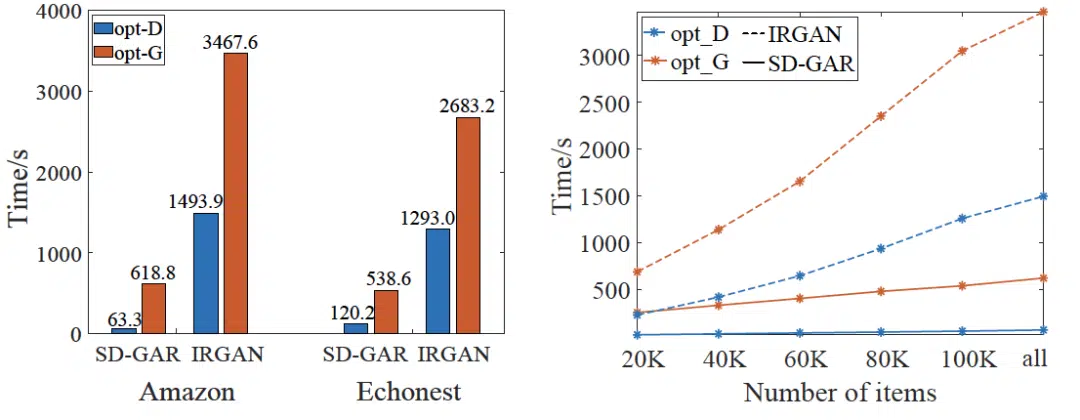 4000
3000
2000
1000
0
Time/s
opt-D
opt-G
63.3
618.8
1493.9
3467.6
120.2
538.6
1293.0
2683.2
SD-GAR IRGAN SD-GAR IRGAN
Amazon Echonest
3000
2500
2000
1500
1000
500
Time/s
opt_D IRGAN
opt_G SD-GAR
20K 40K 60K 80K 100K all
Number of items